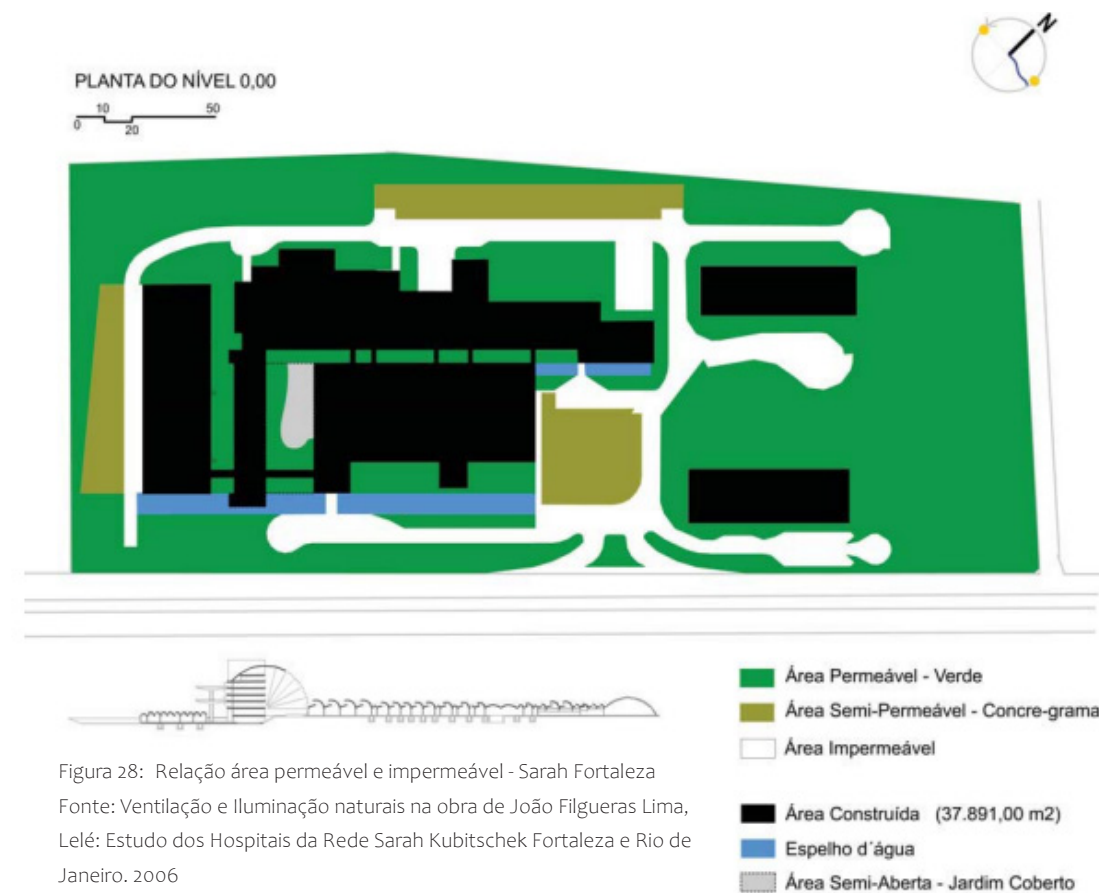 N
PLANTA DO NÍVEL 0,00
10 50
0 20
Área Permeável - Verde
Área Semi-Permeável - Concre-grama
Área Impermeável
Figura 28: Relação área permeável e impermeável - Sarah Fortaleza
Fonte: Ventilação e Iluminação naturais na obra de João Filgueras Lima,
Lelé: Estudo dos Hospitais da Rede Sarah Kubitschek Fortaleza e Rio de
Janeiro. 2006
Área Construída (37.891,00 m2)
Espelho d´água
Área Semi-Aberta - Jardim Coberto